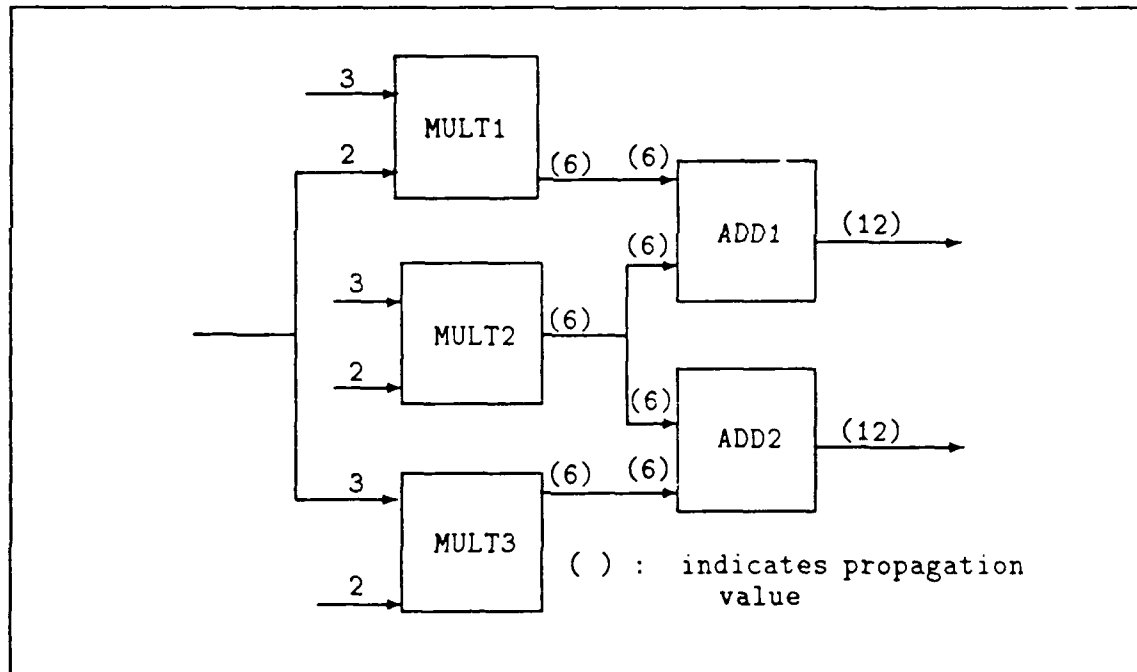 3
MULT1
2
(6)
(6)
ADD1
(12)
(6)
3
MULT2
(6)
2
(6)
ADD2
(12)
3
(6)
(6)
MULT3
2
( ) : indicates propagation
value